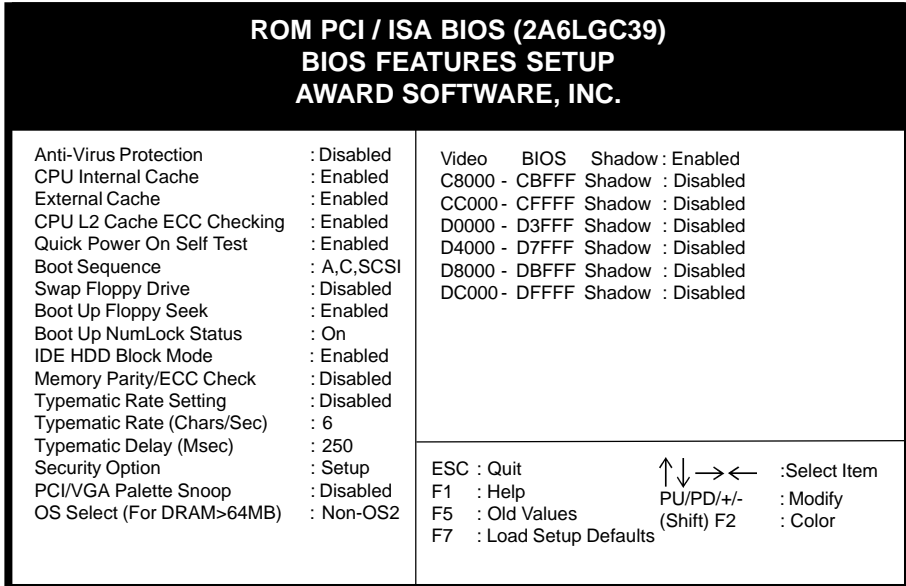 ROM PCI / ISA BIOS (2A6LGC39)
BIOS FEATURES SETUP
AWARD SOFTWARE, INC.
Anti-Virus Protection : Disabled
CPU Internal Cache : Enabled
External Cache : Enabled
CPU L2 Cache ECC Checking : Enabled
Quick Power On Self Test : Enabled
Boot Sequence : A,C,SCSI
Swap Floppy Drive : Disabled
Boot Up Floppy Seek : Enabled
Boot Up NumLock Status : On
IDE HDD Block Mode : Enabled
Memory Parity/ECC Check : Disabled
Typematic Rate Setting : Disabled
Typematic Rate (Chars/Sec) : 6
Typematic Delay (Msec) : 250
Security Option : Setup
PCI/VGA Palette Snoop : Disabled
OS Select (For DRAM>64MB) : Non-OS2
Video BIOS Shadow : Enabled
C8000 - CBFFF Shadow : Disabled
CC000 - CFFFF Shadow : Disabled
D0000 - D3FFF Shadow : Disabled
D4000 - D7FFF Shadow : Disabled
D8000 - DBFFF Shadow : Disabled
DC000 - DFFFF Shadow : Disabled
ESC : Quit
F1 : Help
F5 : Old Values
F7 : Load Setup Defaults
↑↓→← :Select Item
PU/PD/+/- : Modify
(Shift) F2 : Color